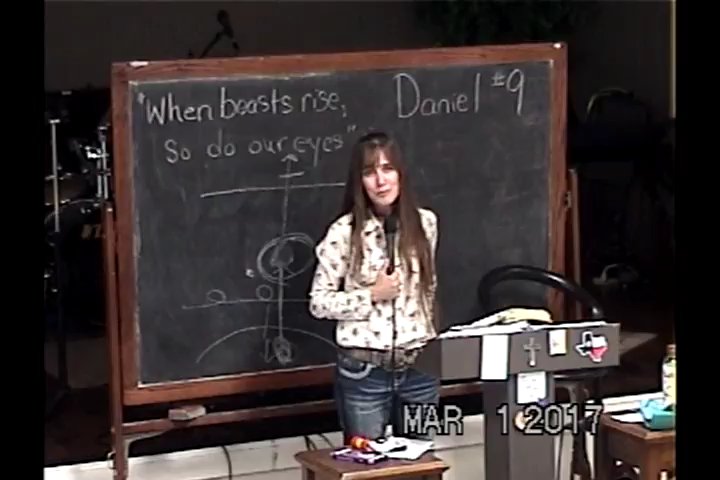 "When beasts rise,
So do our eyes"
Daniel #9
MAR 1 2017